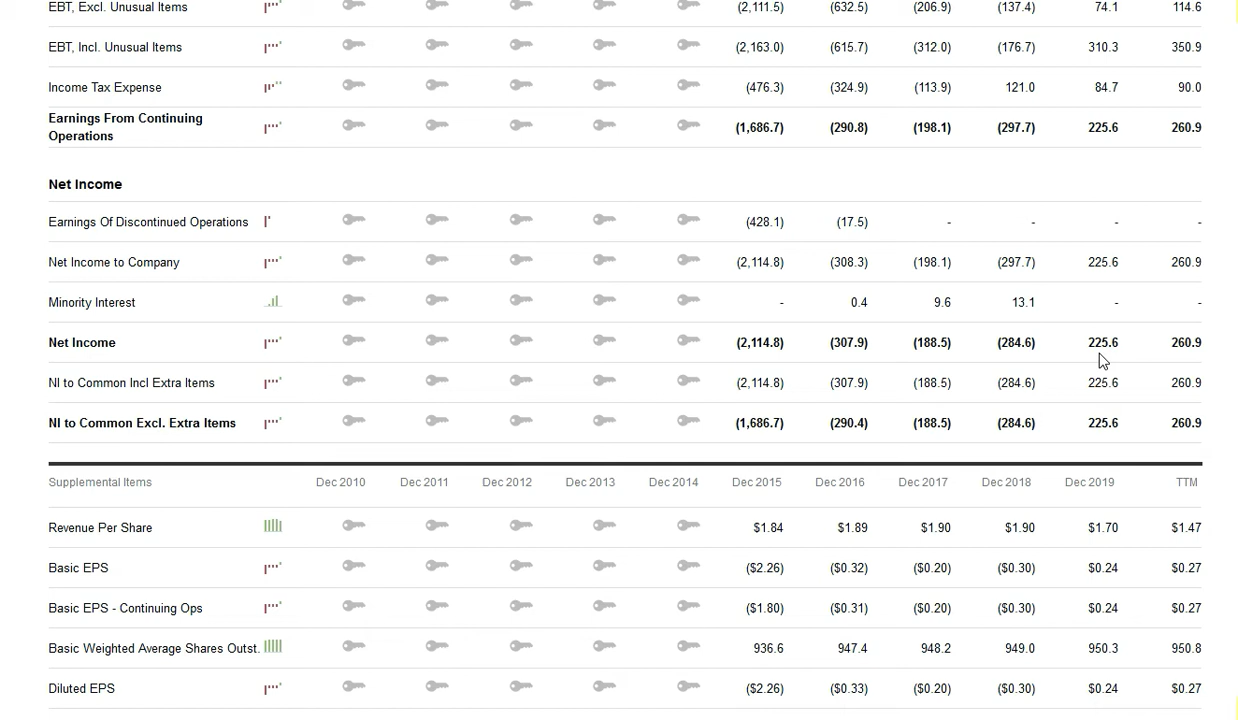 EBT, Excl. Unusual Items (2,111.5) (632.5) (206.9) (137.4) 74.1 114.6
EBT, Incl. Unusual Items (2,163.0) (615.7) (312.0) (176.7) 310.3 350.9
Income Tax Expense (476.3) (324.9) (113.9) 121.0 84.7 90.0
Earnings From Continuing
Operations (1,686.7) (290.8) (198.1) (297.7) 225.6 260.9
Net Income
Earnings Of Discontinued Operations (428.1) (17.5) - - - -
Net Income to Company (2,114.8) (308.3) (198.1) (297.7) 225.6 260.9
Minority Interest - 0.4 9.6 13.1 - -
Net Income (2,114.8) (307.9) (188.5) (284.6) 225.6 260.9
NI to Common Incl Extra Items (2,114.8) (307.9) (188.5) (284.6) 225.6 260.9
NI to Common Excl. Extra Items (1,686.7) (290.4) (188.5) (284.6) 225.6 260.9
Supplemental Items Dec 2010 Dec 2011 Dec 2012 Dec 2013 Dec 2014 Dec 2015 Dec 2016 Dec 2017 Dec 2018 Dec 2019 TTM
Revenue Per Share $1.84 $1.89 $1.90 $1.90 $1.70 $1.47
Basic EPS ($2.26) ($0.32) ($0.20) ($0.30) $0.24 $0.27
Basic EPS - Continuing Ops ($1.80) ($0.31) ($0.20) ($0.30) $0.24 $0.27
Basic Weighted Average Shares Outst. 936.6 947.4 948.2 949.0 950.3 950.8
Diluted EPS ($2.26) ($0.33) ($0.20) ($0.30) $0.24 $0.27